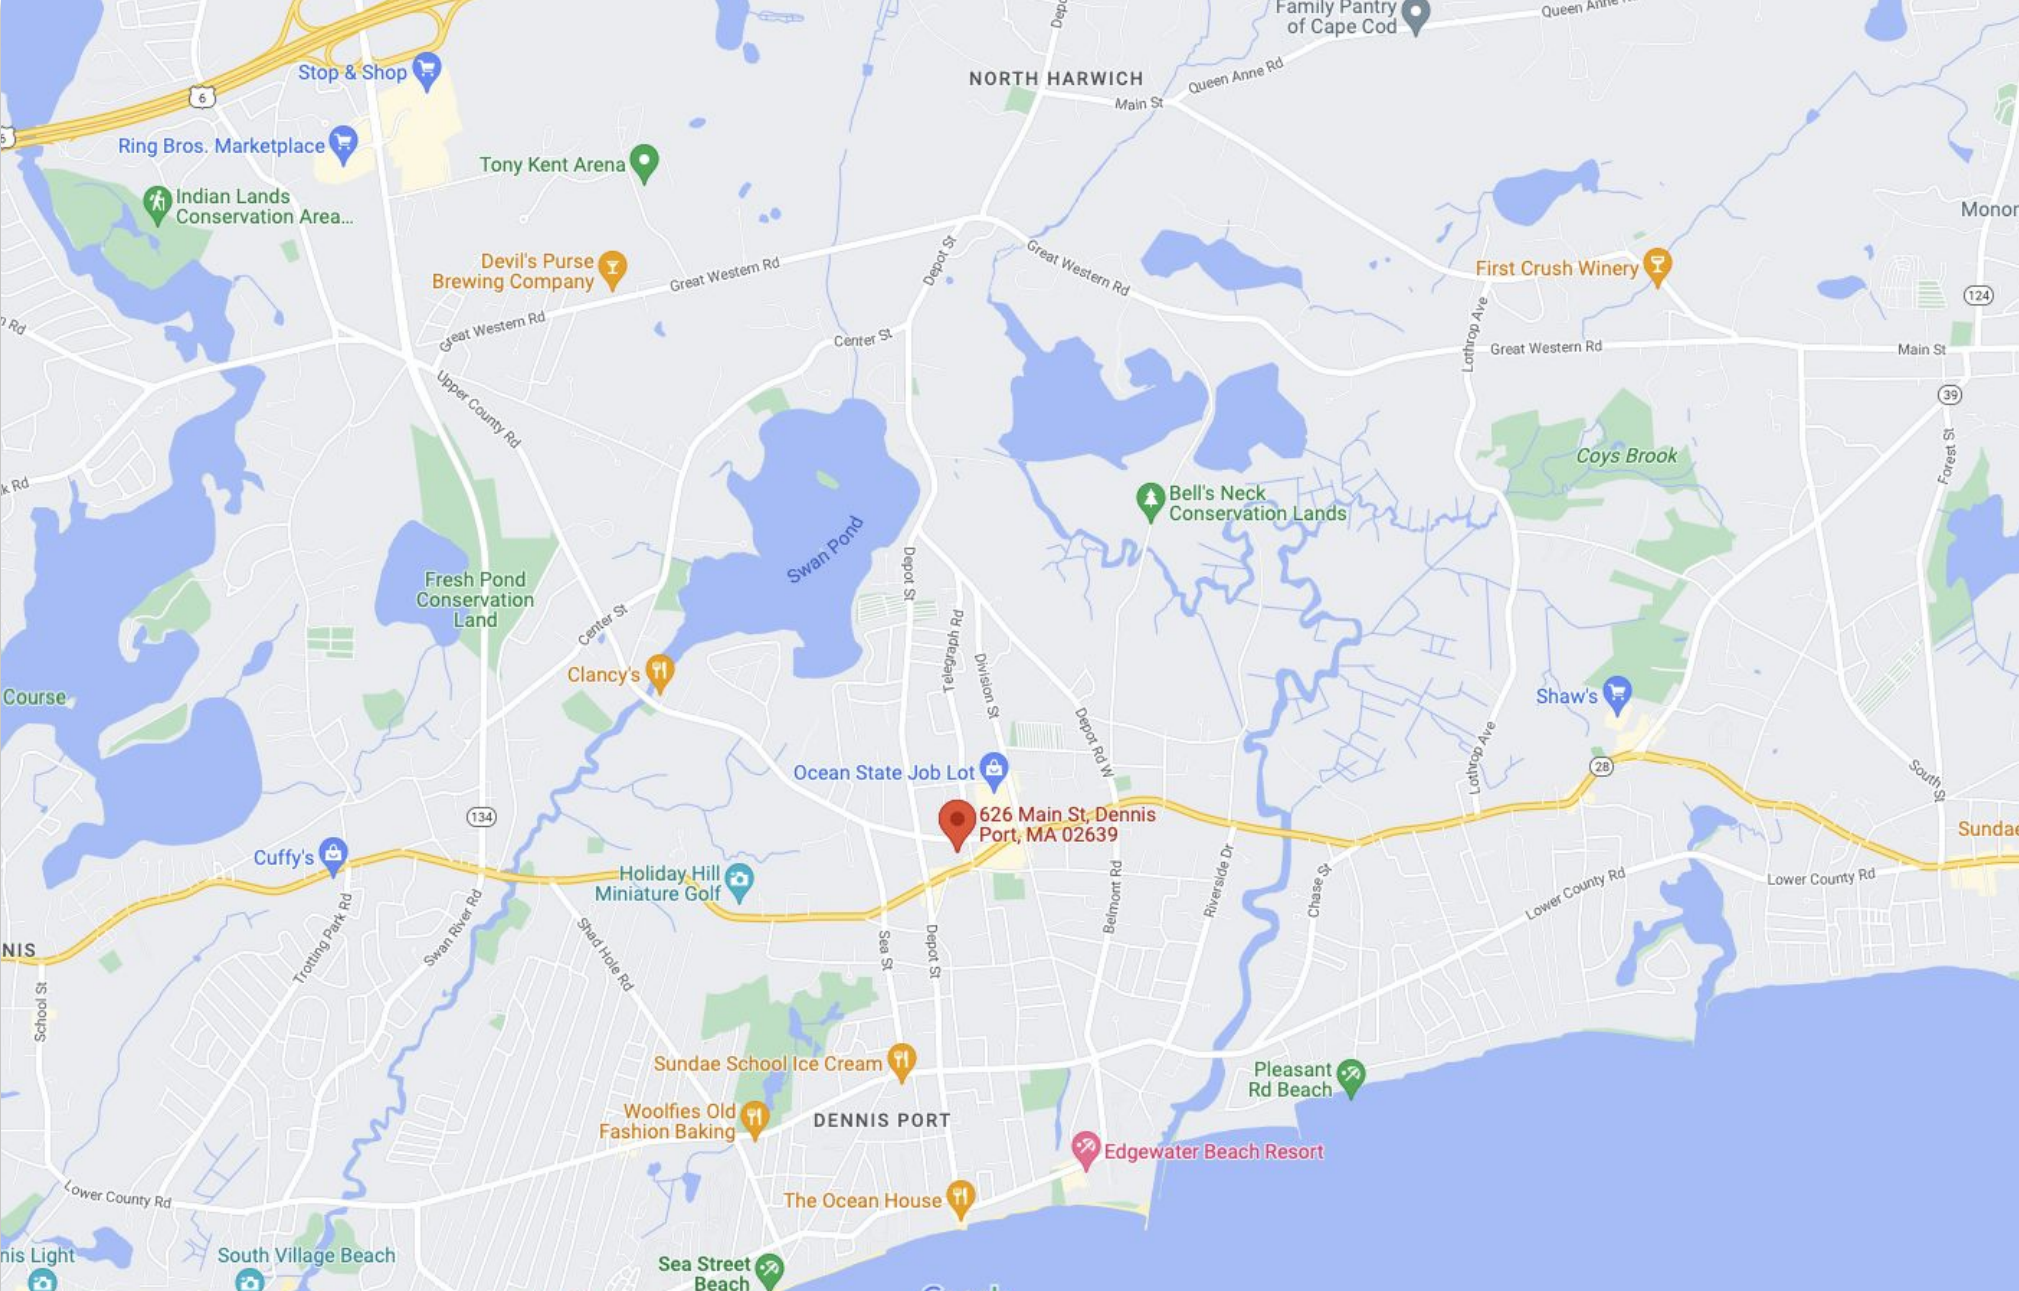 Family Pantry
of Cape Cod
Queen Anne
Depo
Stop & Shop
NORTH HARWICH
Queen Anne Rd
Main St
6
6
Ring Bros. Marketplace
Tony Kent Arena
Indian Lands
Conservation Area...
Monor
Devil's Purse
Brewing Company
Great Western Rd
Depot St
Great Western Rd
First Crush Winery
124
Rd
Great Western Rd
Center St
Lothrop Ave
Great Western Rd
Main St
Upper County Rd
39
Coys Brook
Forest St
k Rd
Bell's Neck
Conservation Lands
Swan Pond
Fresh Pond
Conservation
Land
Depot St
Center St
Telegraph Rd
Division St
Clancy's
Course
Shaw's
Depot Rd W
Lothrop Ave
Ocean State Job Lot
28
South St
134
626 Main St, Dennis
Port, MA 02639
Sundae
Cuffy's
Holiday Hill
Miniature Golf
Lower County Rd
Lower County Rd
Belmont Rd
Riverside Dr
Chase St
Trotting Park Rd
Swan River Rd
Shad Hole Rd
Sea St
Depot St
NIS
School St
Sundae School Ice Cream
Pleasant
Rd Beach
Woolfies Old
Fashion Baking
DENNIS PORT
Edgewater Beach Resort
Lower County Rd
The Ocean House
nis Light
South Village Beach
Sea Street
Beach